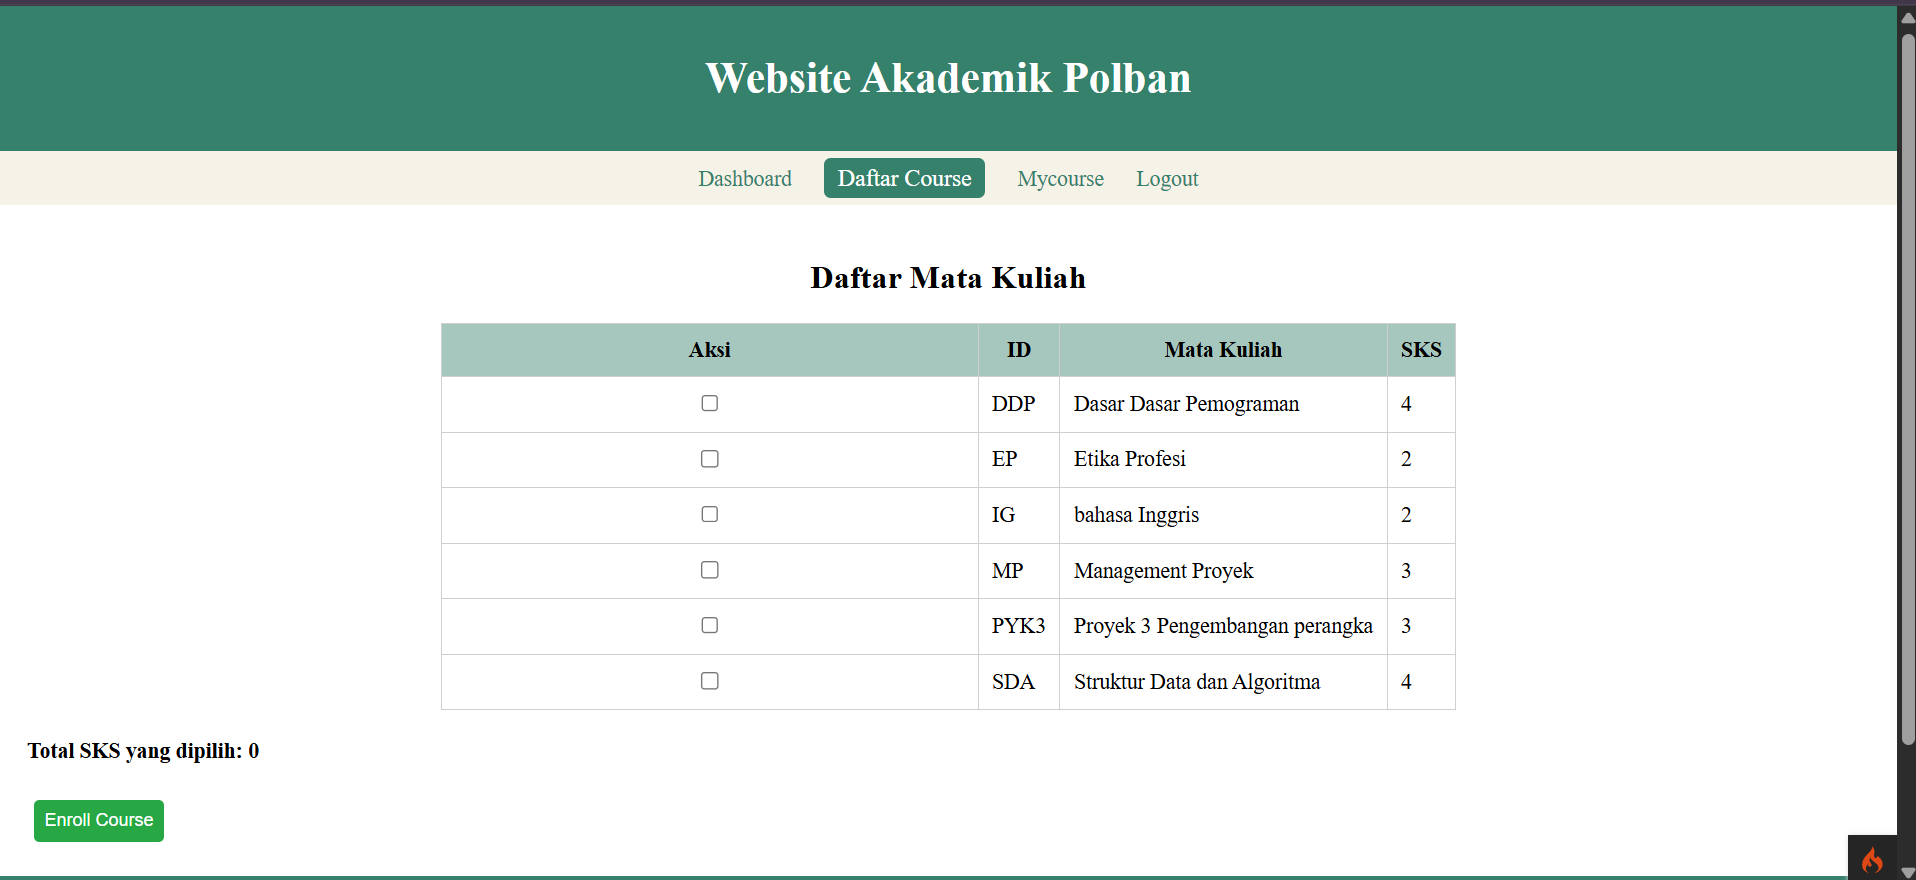 Website Akademik Polban
Dashboard Daftar Course Mycourse Logout
Daftar Mata Kuliah
Aksi ID Mata Kuliah SKS
DDP Dasar Dasar Pemograman 4
EP Etika Profesi 2
IG bahasa Inggris 2
MP Management Proyek 3
PYK3 Proyek 3 Pengembangan perangka 3
SDA Struktur Data dan Algoritma 4
Total SKS yang dipilih: 0
Enroll Course